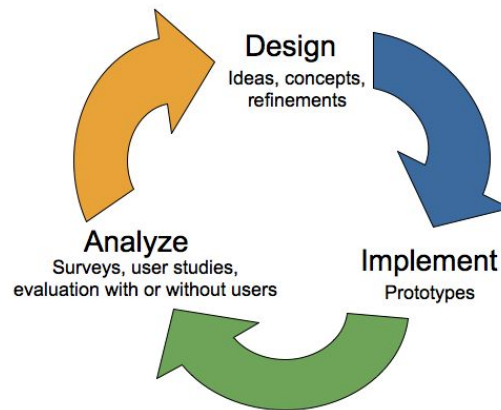 Design
Ideas, concepts,
refinements
Analyze
Surveys, user studies,
evaluation with or without users
Implement
Prototypes